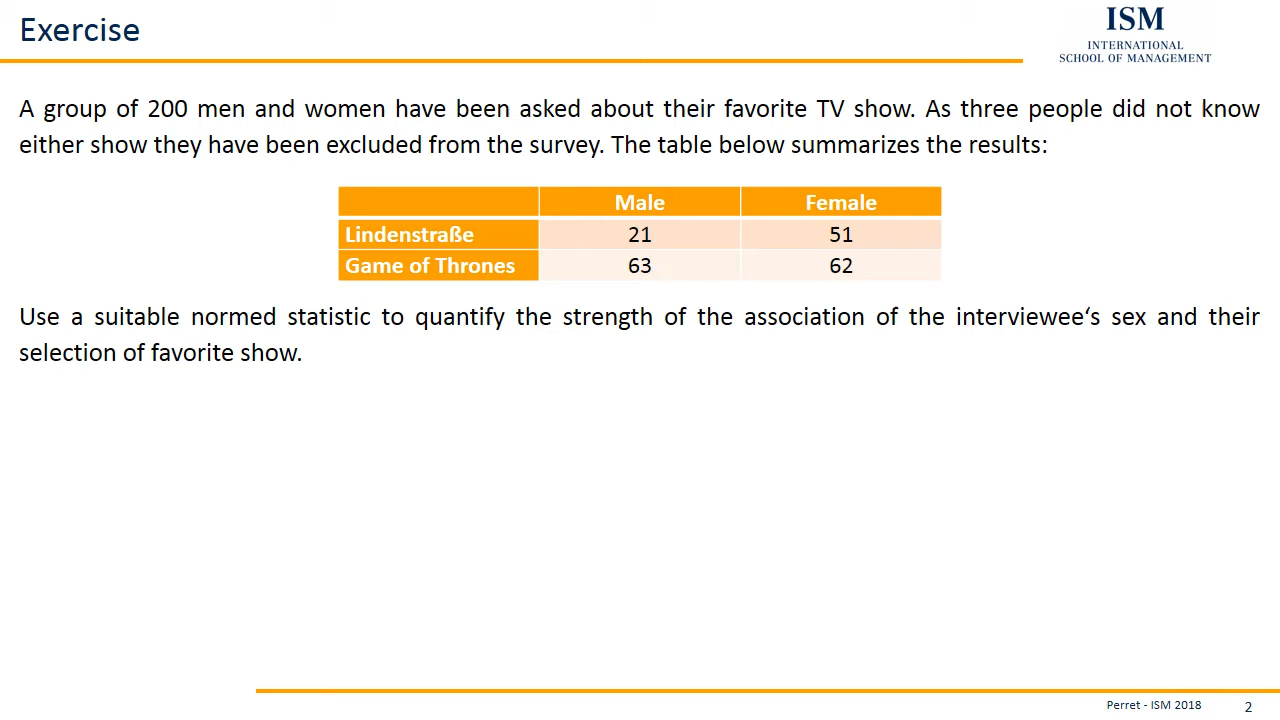 Exercise
ISM
INTERNATIONAL
SCHOOL OF MANAGEMENT
A group of 200 men and women have been asked about their favorite TV show. As three people did not know
either show they have been excluded from the survey. The table below summarizes the results:
Male Female
Lindenstraße 21 51
Game of Thrones 63 62
Use a suitable normed statistic to quantify the strength of the association of the interviewee‘s sex and their
selection of favorite show.
Perret - ISM 2018 2